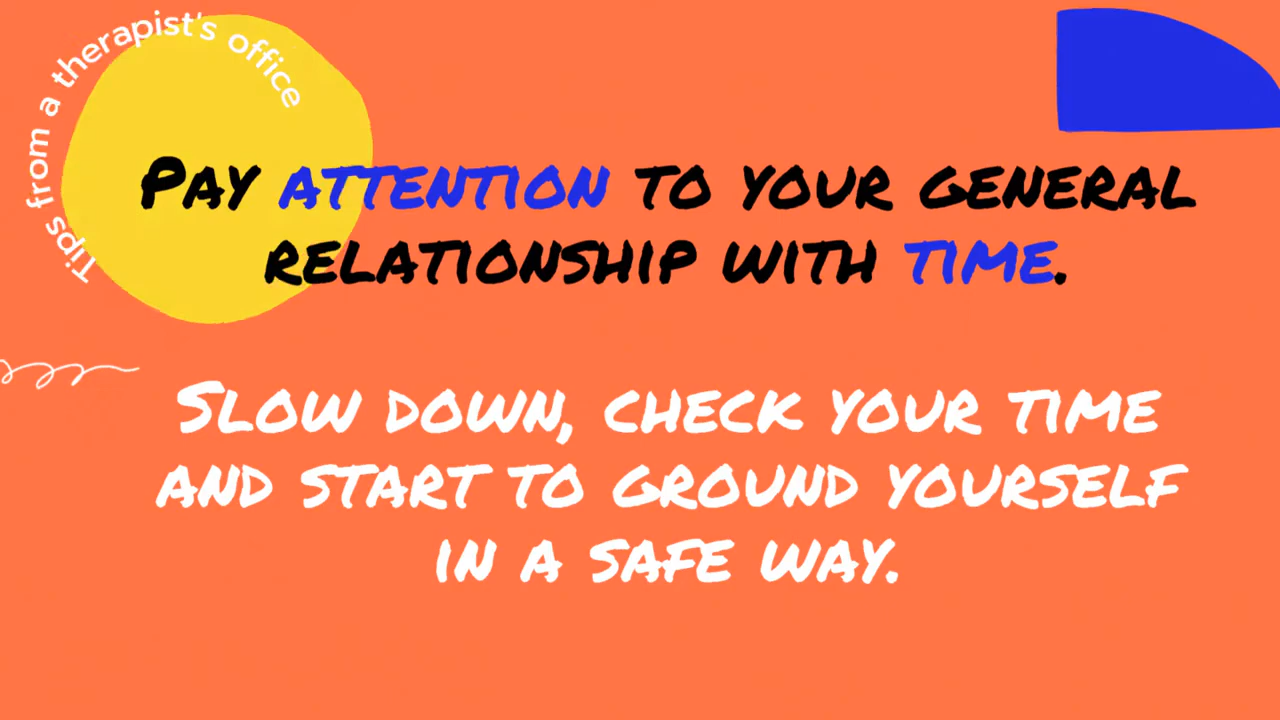 Tips from a therapist's office
PAY ATTENTION TO YOUR GENERAL
RELATIONSHIP WITH TIME.
SLOW DOWN, CHECK YOUR TIME
AND START TO GROUND YOURSELF
IN A SAFE WAY.